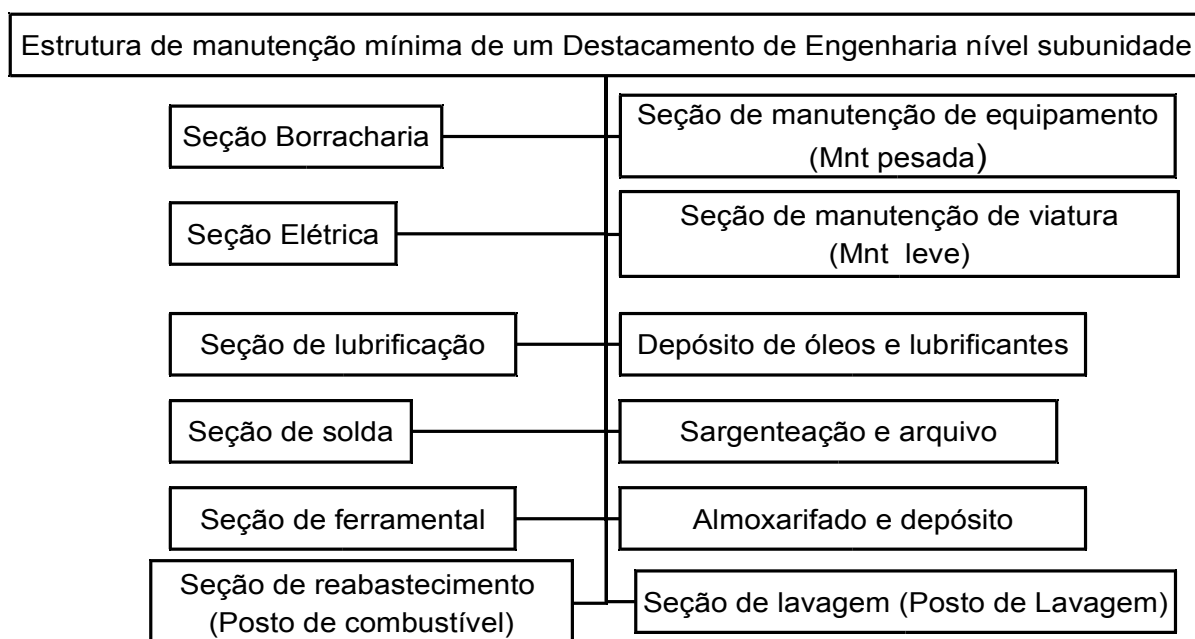 Estrutura de manutenção mínima de um Destacamento de Engenharia nível subunidade
Seção Borracharia
Seção de manutenção de equipamento
(Mnt pesada)
Seção Elétrica
Seção de manutenção de viatura
(Mnt leve)
Seção de lubrificação
Depósito de óleos e lubrificantes
Seção de solda
Sargenteação e arquivo
Seção de ferramental
Almoxarifado e depósito
Seção de reabastecimento
(Posto de combustível)
Seção de lavagem (Posto de Lavagem)